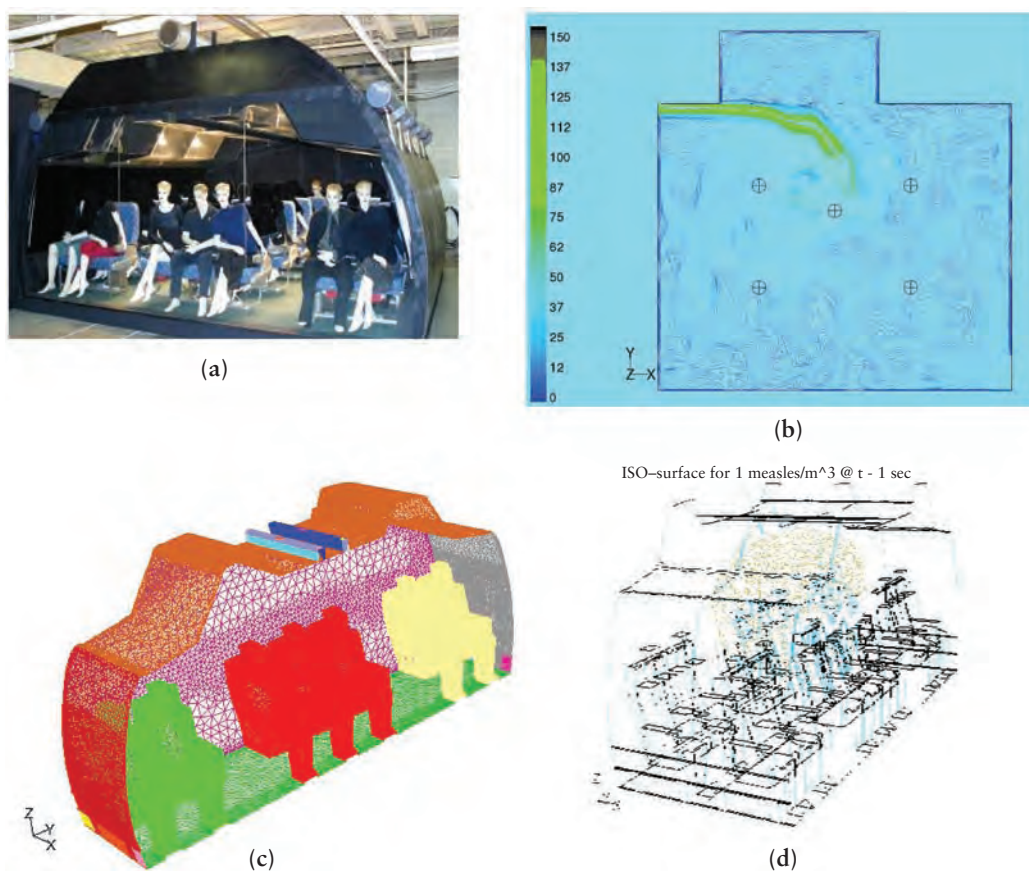 (a)
150
137
125
112
100
87
75
62
50
37
25
12
0
Y
Z X
(b)
Z
Y
X
(c)
ISO–surface for 1 measles/m^3 @ t - 1 sec
(d)